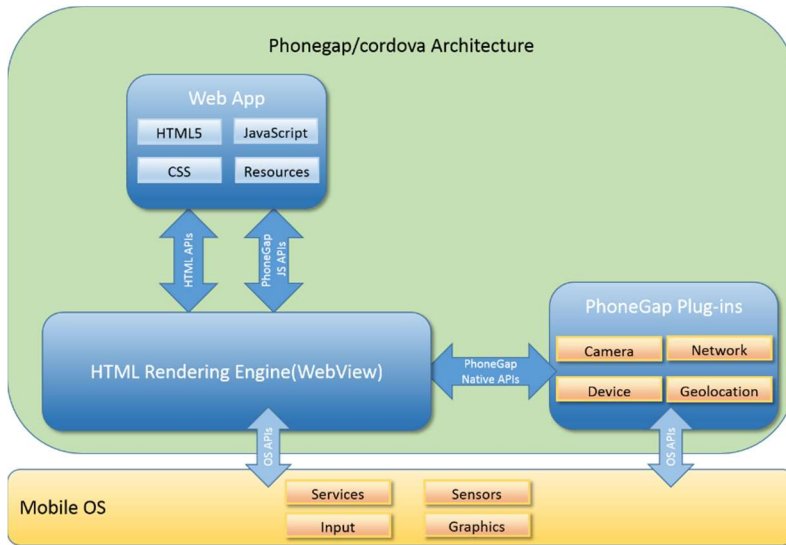 Phonegap/cordova Architecture
Web App
HTML5
JavaScript
CSS
Resources
HTML APIs
PhoneGap
JS APIs
HTML Rendering Engine(WebView)
PhoneGap
Native APIs
PhoneGap Plug-ins
Camera
Network
Device
Geolocation
OS APIs
OS APIs
Mobile OS
Services
Sensors
Input
Graphics